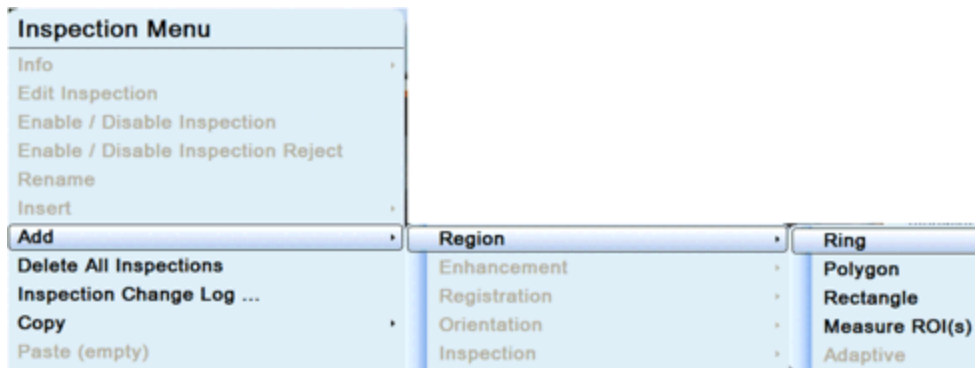 Inspection Menu
Info
Edit Inspection
Enable / Disable Inspection
Enable / Disable Inspection Reject
Rename
Insert
Add
Delete All Inspections
Inspection Change Log ...
Copy
Paste (empty)
Region
Enhancement
Registration
Orientation
Inspection
Ring
Polygon
Rectangle
Measure ROI(s)
Adaptive